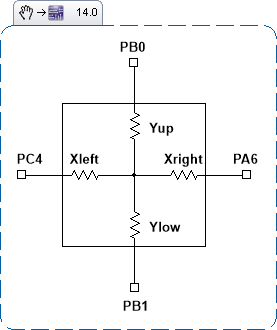 14.0
PB0
Yup
PC4 Xleft Xright PA6
Ylow
PB1